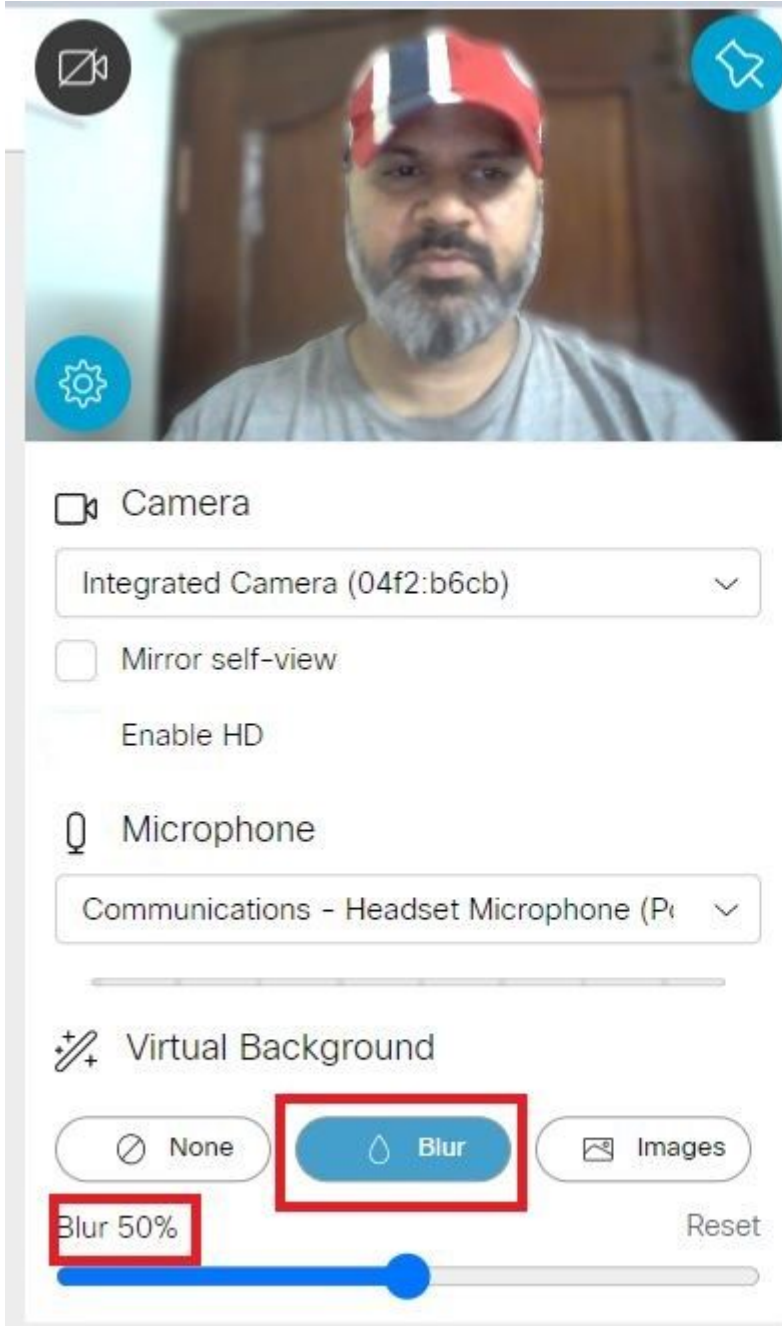 Camera
Integrated Camera (04f2:b6cb)
Mirror self-view
Enable HD
Microphone
Communications - Headset Microphone (Po
Virtual Background
None Blur Images
Blur 50% Reset